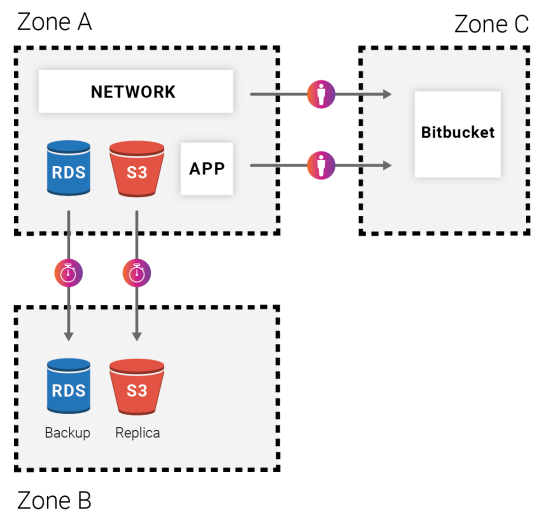 Zone A
Zone C
NETWORK
Bitbucket
RDS
S3
APP
RDS
S3
Backup
Replica
Zone B